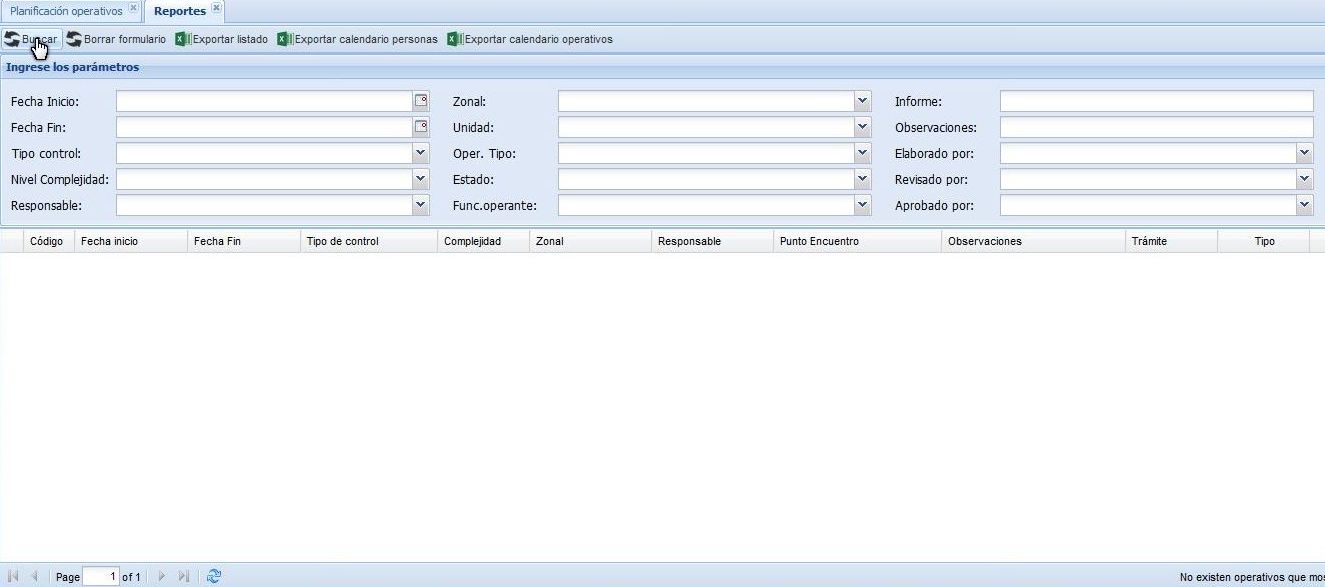 Planificación operativos Reportes
Buscar Borrar formulario Exportar listado Exportar calendario personas Exportar calendario operativos
Ingrese los parámetros
Fecha Inicio: Zonal: Informe:
Fecha Fin: Unidad: Observaciones:
Tipo control: Oper. Tipo: Elaborado por:
Nivel Complejidad: Estado: Revisado por:
Responsable: Func.operante: Aprobado por:
Código Fecha inicio Fecha Fin Tipo de control Complejidad Zonal Responsable Punto Encuentro Observaciones Trámite Tipo
Page 1 of 1 No existen operativos que mos